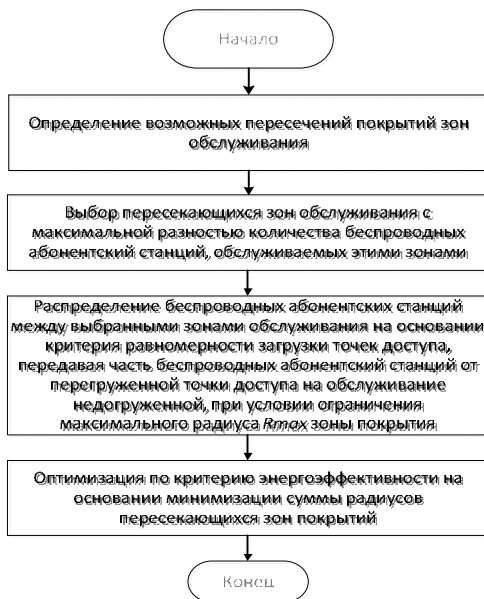 Начало
Определение возможных пересечений покрытий зон
обслуживания
Выбор пересекающихся зон обслуживания с
максимальной разностью количества беспроводных
абонентский станций, обслуживаемых этими зонами
Распределение беспроводных абонентских станций
между выбранными зонами обслуживания на основании
критерия равномерности загрузки точек доступа,
передавая часть беспроводных абонентский станций от
перегруженной точки доступа на обслуживание
недогруженной, при условии ограничения
максимального радиуса Rmax зоны покрытия
Оптимизация по критерию энергоэффективности на
основании минимизации суммы радиусов
пересекающихся зон покрытий
Конец